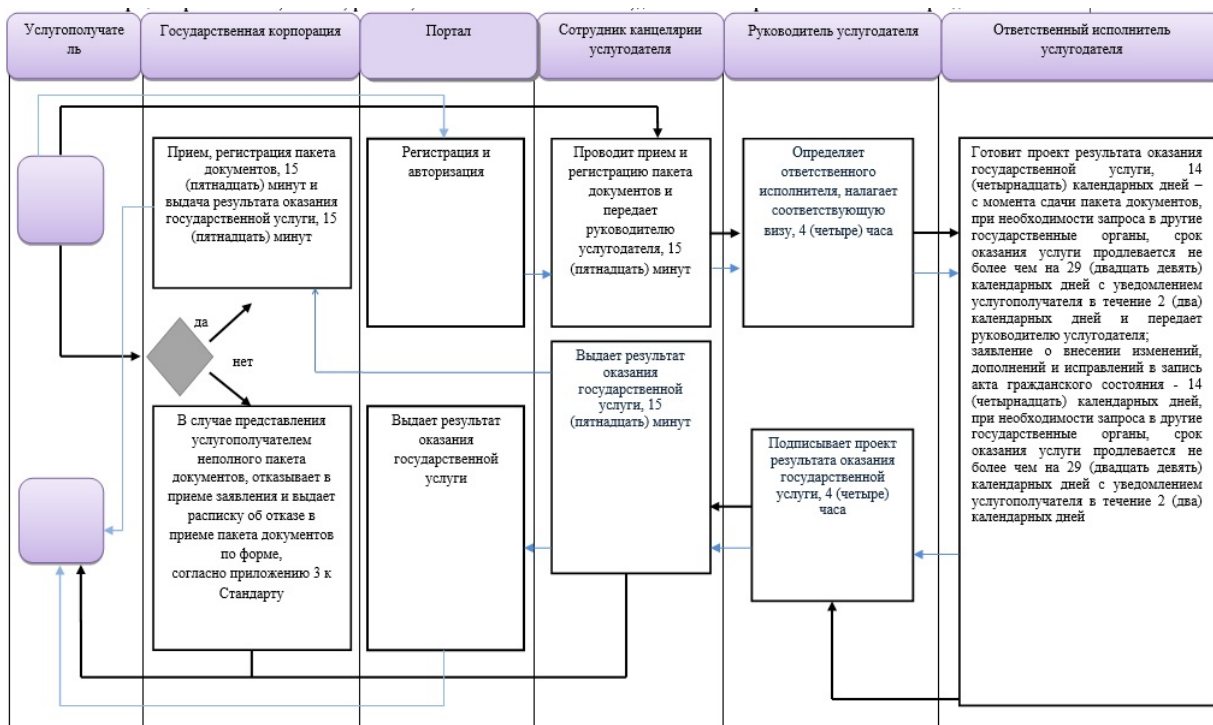 Услугополучате
ль
Государственная корпорация
Портал
Сотрудник канцелярии
услугодателя
Руководитель услугодателя
Ответственный исполнитель
услугодателя
Прием, регистрация пакета
документов, 15
(пятнадцать) минут и
выдача результата оказания
государственной услуги, 15
(пятнадцать) минут
Регистрация и
авторизация
Проводит прием и
регистрацию пакета
документов и
передает
руководителю
услугодателя, 15
(пятнадцать) минут
Определяет
ответственного
исполнителя, налагает
соответствующую
визу, 4 (четыре) часа
Готовит проект результата оказания
государственной услуги, 14
(четырнадцать) календарных дней –
с момента сдачи пакета документов,
при необходимости запроса в другие
государственные органы, срок
оказания услуги продлевается не
более чем на 29 (двадцать девять)
календарных дней с уведомлением
услугополучателя в течение 2 (два)
календарных дней и передает
руководителю услугодателя;
заявление о внесении изменений,
дополнений и исправлений в запись
акта гражданского состояния - 14
(четырнадцать) календарных дней,
при необходимости запроса в другие
государственные органы, срок
оказания услуги продлевается не
более чем на 29 (двадцать девять)
календарных дней с уведомлением
услугополучателя в течение 2 (два)
календарных дней
да
нет
В случае представления
услугополучателем
неполного пакета
документов, отказывает в
приеме заявления и выдает
расписку об отказе в
приеме пакета документов
по форме,
согласно приложению 3 к
Стандарту
Выдает результат
оказания
государственной
услуги
Выдает результат
оказания
государственной
услуги, 15
(пятнадцать) минут
Подписывает проект
результата оказания
государственной
услуги, 4 (четыре)
часа